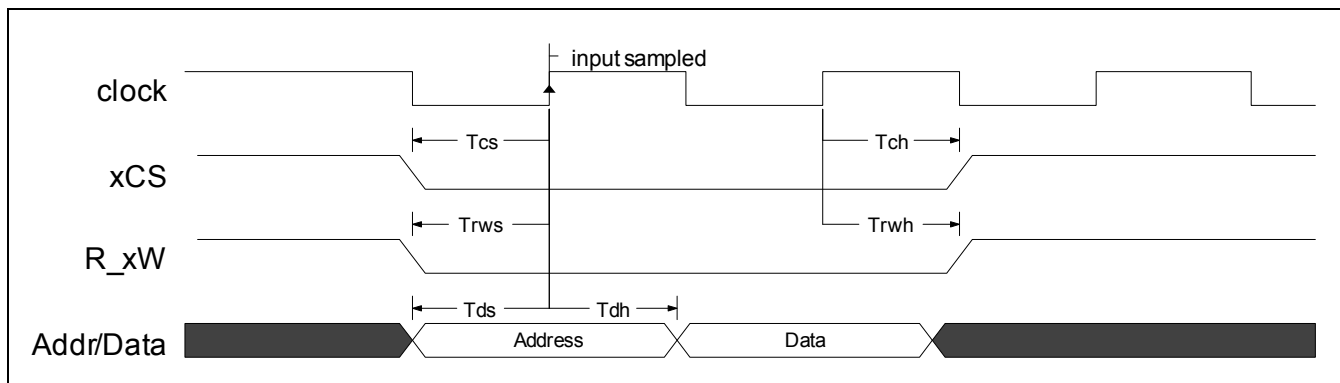 input sampled
clock
Tcs Tch
xCS
Trws Trwh
R_xW
Tds Tdh
Addr/Data Address Data